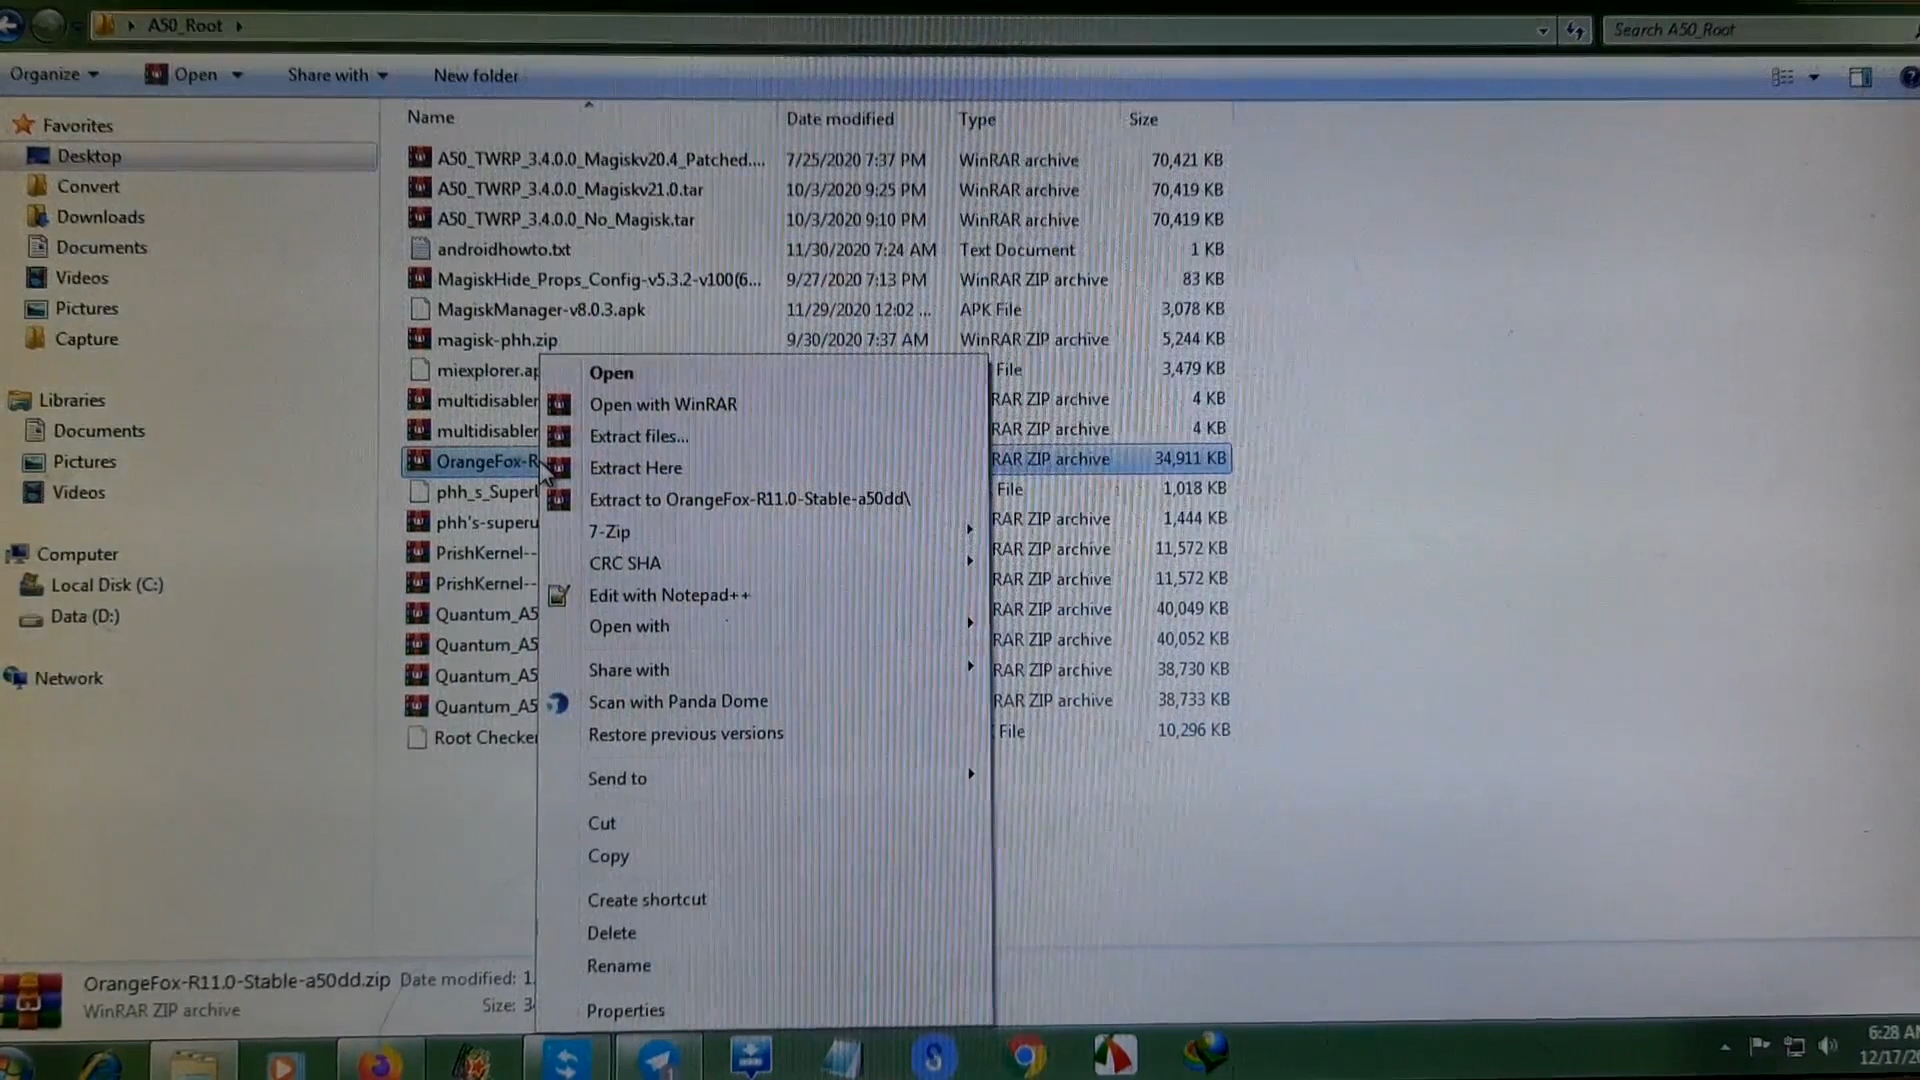 A50_Root
Search A50_Root
Organize
Open
Share with
New folder
Name
Date modified
Type
Size
Favorites
Desktop
Convert
Downloads
Documents
Videos
Pictures
Capture
Libraries
Documents
Pictures
Videos
Computer
Local Disk (C:)
Data (D:)
Network
A50_TWRP_3.4.0.0_Magiskv20.4_Patched.... 7/25/2020 7:37 PM WinRAR archive 70,421 KB
A50_TWRP_3.4.0.0_Magiskv21.0.tar 10/3/2020 9:25 PM WinRAR archive 70,419 KB
A50_TWRP_3.4.0.0_No_Magisk.tar 10/3/2020 9:10 PM WinRAR archive 70,419 KB
androidhowto.txt 11/30/2020 7:24 AM Text Document 1 KB
MagiskHide_Props_Config-v5.3.2-v100(6... 9/27/2020 7:13 PM WinRAR ZIP archive 83 KB
MagiskManager-v8.0.3.apk 11/29/2020 12:02 ... APK File 3,078 KB
magisk-phh.zip 9/30/2020 7:37 AM WinRAR ZIP archive 5,244 KB
miexplorer.ap File 3,479 KB
multidisabler RAR ZIP archive 4 KB
multidisabler RAR ZIP archive 4 KB
OrangeFox-R RAR ZIP archive 34,911 KB
phh_s_Super File 1,018 KB
phh's-superu RAR ZIP archive 1,444 KB
PrishKernel-- RAR ZIP archive 11,572 KB
PrishKernel-- RAR ZIP archive 11,572 KB
Quantum_A5 RAR ZIP archive 40,049 KB
Quantum_A5 RAR ZIP archive 40,052 KB
Quantum_A5 RAR ZIP archive 38,730 KB
Quantum_A5 RAR ZIP archive 38,733 KB
Root Checker File 10,296 KB
Open
Open with WinRAR
Extract files...
Extract Here
Extract to OrangeFox-R11.0-Stable-a50dd\
7-Zip
CRC SHA
Edit with Notepad++
Open with
Share with
Scan with Panda Dome
Restore previous versions
Send to
Cut
Copy
Create shortcut
Delete
Rename
Properties
OrangeFox-R11.0-Stable-a50dd.zip Date modified: 1
WinRAR ZIP archive Size: 3
6:28 AM
12/17/20